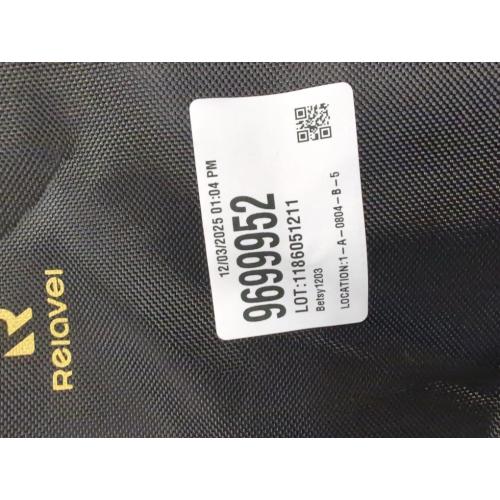 Relavel
12/03/2025 01:04 PM
9699952
LOT:1186051211
Betsy1203
LOCATION:1-A-0804-B-5